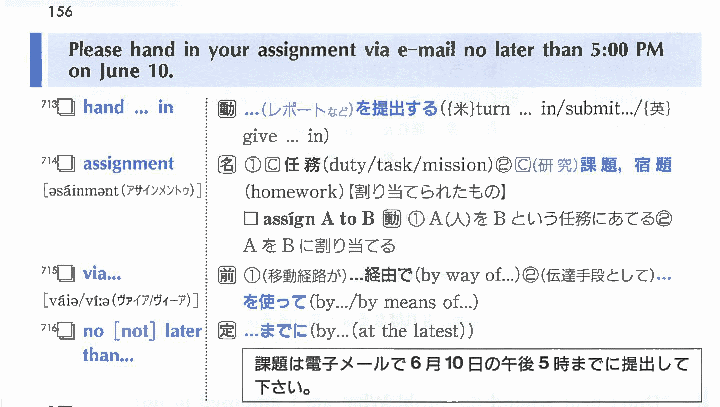 156
Please hand in your assignment via e-mail no later than 5:00 PM
on June 10.
713 hand … in
動 …(レポートなど)を提出する({米}turn … in/submit…/{英}
give … in)
714 assignment
[əsáinmənt(アサインメントゥ)]
名 ①Ⓒ任務(duty/task/mission)②Ⓒ(研究)課題, 宿題
(homework)【割り当てられたもの】
□ assign A to B 動 ① A(人)を B という任務にあてる②
A を B に割り当てる
715 via…
[váiə/víːə(ヴァイア/ヴィーア)]
前 ①(移動経路が)…経由で(by way of…)②(伝達手段として)…
を使って(by…/by means of…)
716 no [not] later
than…
定 …までに(by…(at the latest))
課題は電子メールで6月10日の午後5時までに提出して
下さい。